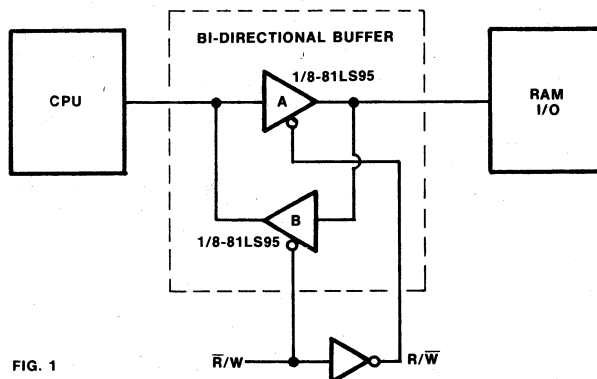 BI-DIRECTIONAL BUFFER
1/8-81LS95
CPU
A
RAM
I/O
B
1/8-81LS95
R̅/W
R/W̅
FIG. 1